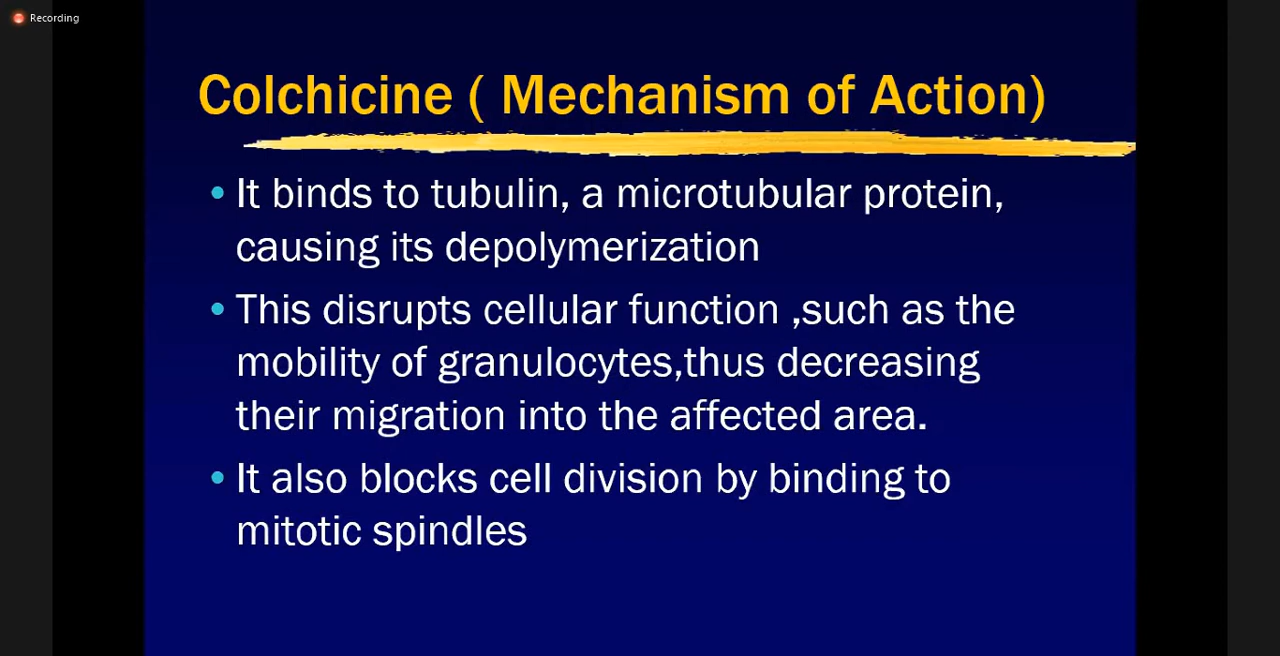 Recording
Colchicine ( Mechanism of Action)
• It binds to tubulin, a microtubular protein,
causing its depolymerization
• This disrupts cellular function ,such as the
mobility of granulocytes,thus decreasing
their migration into the affected area.
• It also blocks cell division by binding to
mitotic spindles